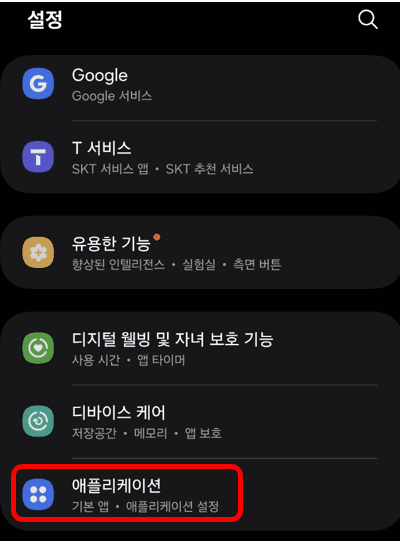 설정
Google
Google 서비스
T 서비스
SKT 서비스 앱 • SKT 추천 서비스
유용한 기능
향상된 인텔리전스 • 실험실 • 측면 버튼
디지털 웰빙 및 자녀 보호 기능
사용 시간 • 앱 타이머
디바이스 케어
저장공간 • 메모리 • 앱 보호
애플리케이션
기본 앱 • 애플리케이션 설정